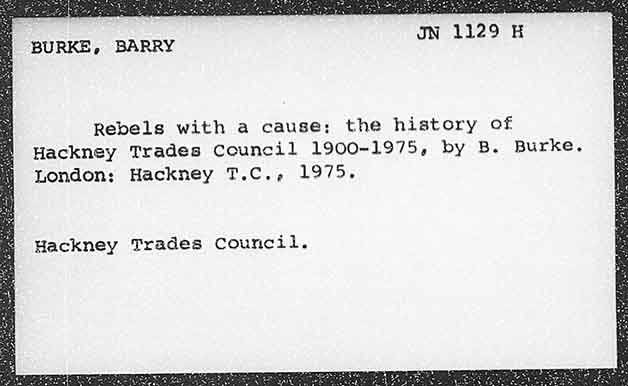 JN 1129 H
BURKE, BARRY
Rebels with a cause: the history of
Hackney Trades Council 1900-1975, by B. Burke.
London: Hackney T.C., 1975.
Hackney Trades Council.